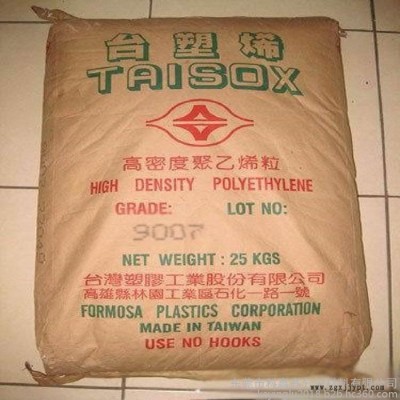 台塑烯
TAISOX
高密度聚乙烯粒
HIGH DENSITY POLYETHYLENE
GRADE: LOT NO:
9007
NET WEIGHT: 25 KGS
台灣塑膠工業股份有限公司
高雄縣林園工業區石化一路一號
FORMOSA PLASTICS CORPORATION
MADE IN TAIWAN
USE NO HOOKS